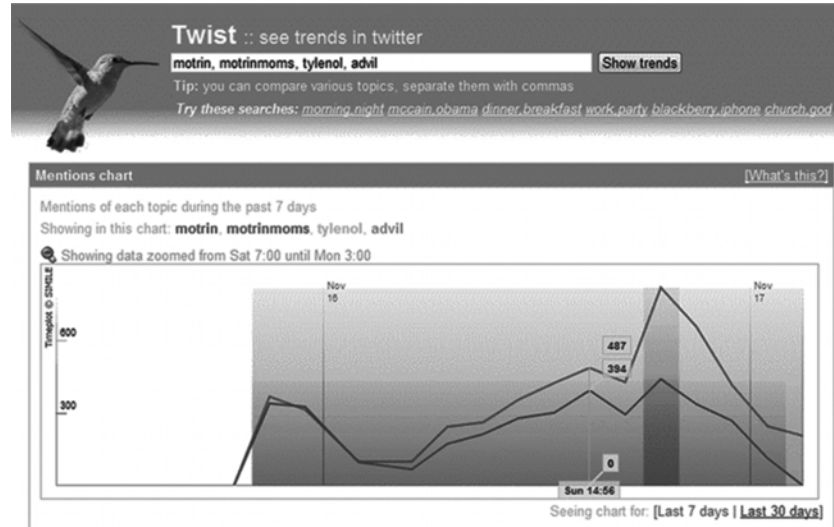 Twist :: see trends in twitter
motrin, motrinmoms, tylenol, advil
Show trends
Tip: you can compare various topics, separate them with commas
Try these searches: morning,night mccain,obama dinner,breakfast work,party blackberry,iphone church,god
Mentions chart
[What's this?]
Mentions of each topic during the past 7 days
Showing in this chart: motrin, motrinmoms, tylenol, advil
Showing data zoomed from Sat 7:00 until Mon 3:00
Timeplot © SIMILE
600
300
Nov
16
Nov
17
487
394
0
Sun 14:56
Seeing chart for: [Last 7 days | Last 30 days]